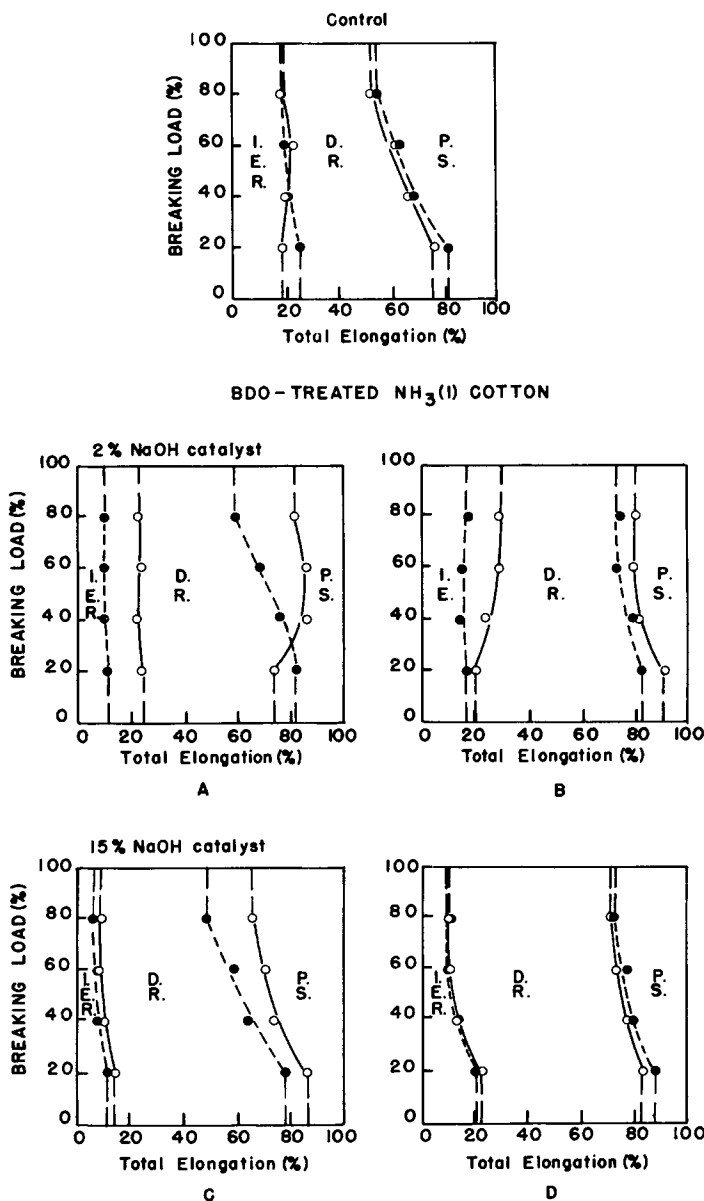 Control
BREAKING LOAD (%)
100
80
60
40
20
0
I.
E.
R.
D.
R.
P.
S.
0 20 40 60 80 100
Total Elongation (%)
BDO-TREATED NH3(l) COTTON
2% NaOH catalyst
BREAKING LOAD (%)
100
80
60
40
20
0
I.
E.
R.
D.
R.
P.
S.
0 20 40 60 80 100
Total Elongation (%)
A
100
80
60
40
20
0
I.
E.
R.
D.
R.
P.
S.
0 20 40 60 80 100
Total Elongation (%)
B
15% NaOH catalyst
BREAKING LOAD (%)
100
80
60
40
20
0
I.
E.R.
D.
R.
P.
S.
0 20 40 60 80 100
Total Elongation (%)
C
100
80
60
40
20
0
I.
E.
R.
D.
R.
P.
S.
0 20 40 60 80 100
Total Elongation (%)
D